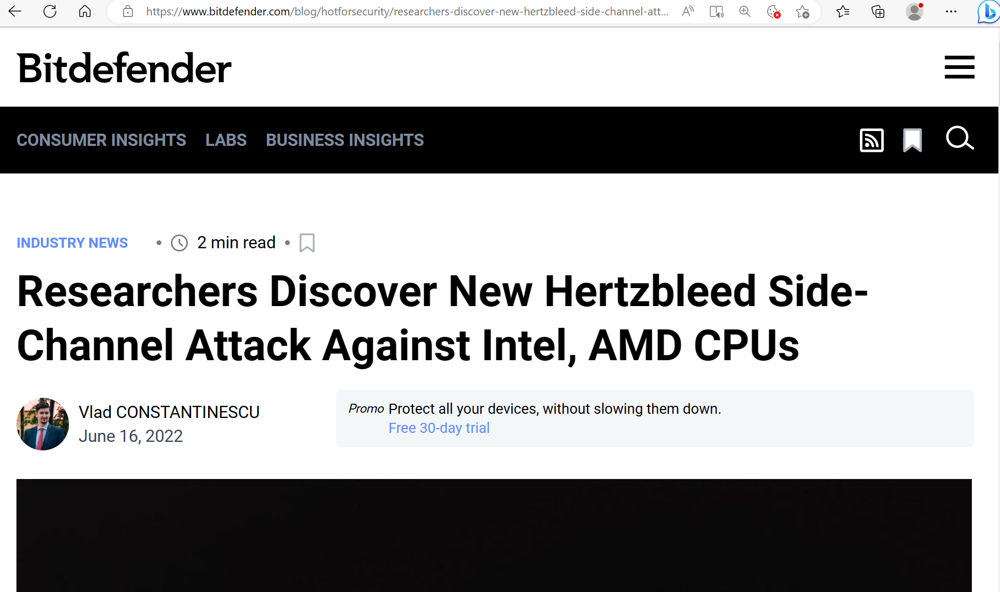 https://www.bitdefender.com/blog/hotforsecurity/researchers-discover-new-hertzbleed-side-channel-att...
Bitdefender
CONSUMER INSIGHTS LABS BUSINESS INSIGHTS
INDUSTRY NEWS • 2 min read •
Researchers Discover New Hertzbleed Side-
Channel Attack Against Intel, AMD CPUs
Vlad CONSTANTINESCU
June 16, 2022
Promo Protect all your devices, without slowing them down.
Free 30-day trial